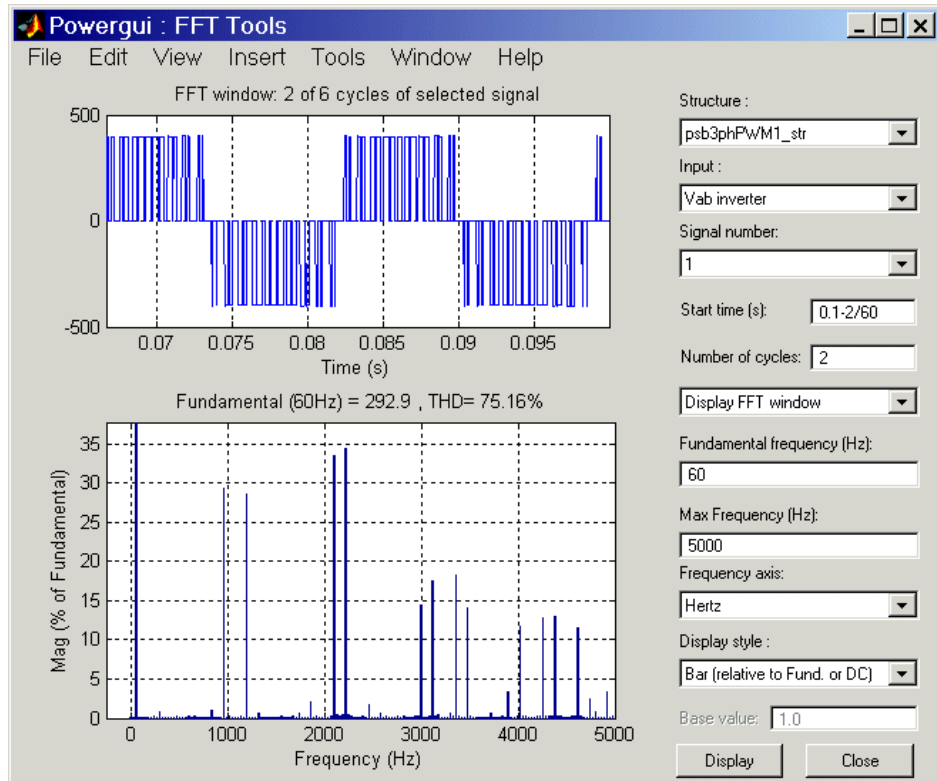 Powergui : FFT Tools
File Edit View Insert Tools Window Help
FFT window: 2 of 6 cycles of selected signal
500
0
-500
0.07 0.075 0.08 0.085 0.09 0.095
Time (s)
Fundamental (60Hz) = 292.9 , THD= 75.16%
Mag (% of Fundamental)
35
30
25
20
15
10
5
0
0 1000 2000 3000 4000 5000
Frequency (Hz)
Structure :
psb3phPWM1_str
Input :
Vab inverter
Signal number:
1
Start time (s): 0.1-2/60
Number of cycles: 2
Display FFT window
Fundamental frequency (Hz):
60
Max Frequency (Hz):
5000
Frequency axis:
Hertz
Display style :
Bar (relative to Fund. or DC)
Base value: 1.0
Display Close